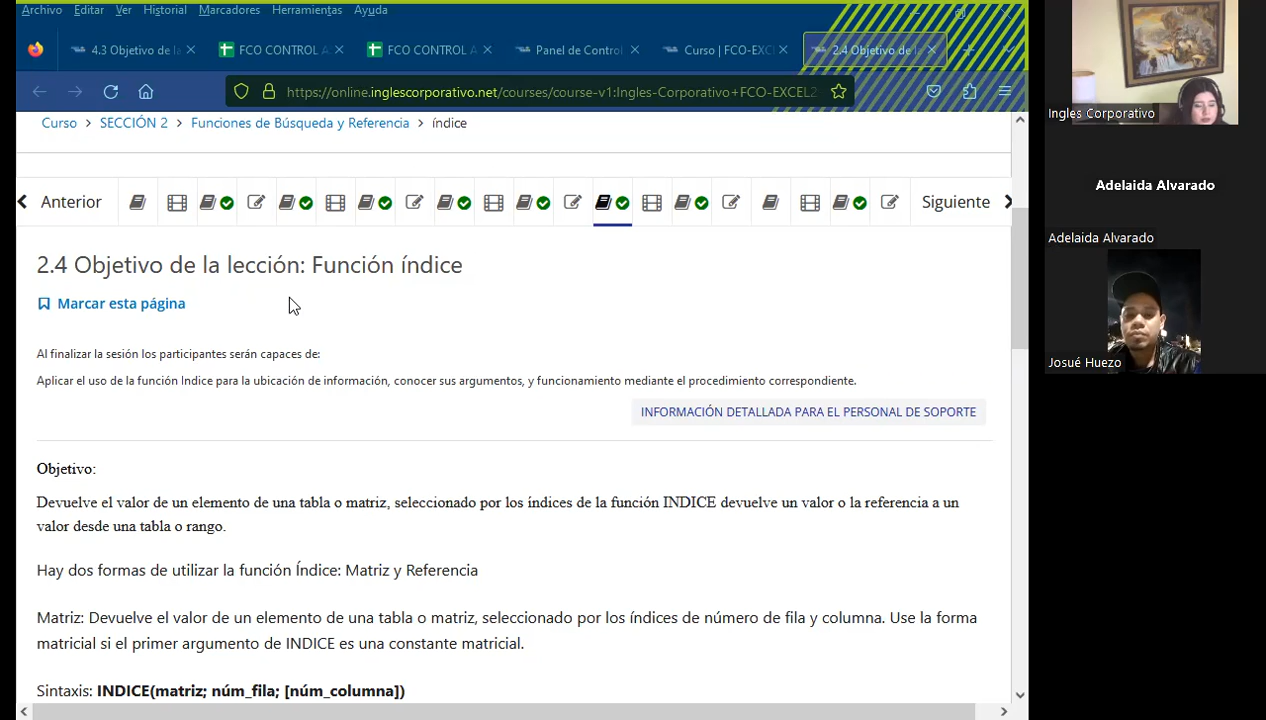 Archivo Editar Ver Historial Marcadores Herramientas Ayuda
4.3 Objetivo de la FCO CONTROL A FCO CONTROL A Panel de Control Curso | FCO-EXC 2.4 Objetivo de la
https://online.inglescorporativo.net/courses/course-v1:Ingles-Corporativo+FCO-EXCEL2
Curso > SECCIÓN 2 > Funciones de Búsqueda y Referencia > índice
Anterior Siguiente
2.4 Objetivo de la lección: Función índice
Marcar esta página
Al finalizar la sesión los participantes serán capaces de:
Aplicar el uso de la función Indice para la ubicación de información, conocer sus argumentos, y funcionamiento mediante el procedimiento correspondiente.
INFORMACIÓN DETALLADA PARA EL PERSONAL DE SOPORTE
Objetivo:
Devuelve el valor de un elemento de una tabla o matriz, seleccionado por los índices de la función INDICE devuelve un valor o la referencia a un
valor desde una tabla o rango.
Hay dos formas de utilizar la función Índice: Matriz y Referencia
Matriz: Devuelve el valor de un elemento de una tabla o matriz, seleccionado por los índices de número de fila y columna. Use la forma
matricial si el primer argumento de INDICE es una constante matricial.
Sintaxis: INDICE(matriz; núm_fila; [núm_columna])
Ingles Corporativo
Adelaida Alvarado
Adelaida Alvarado
Josué Huezo